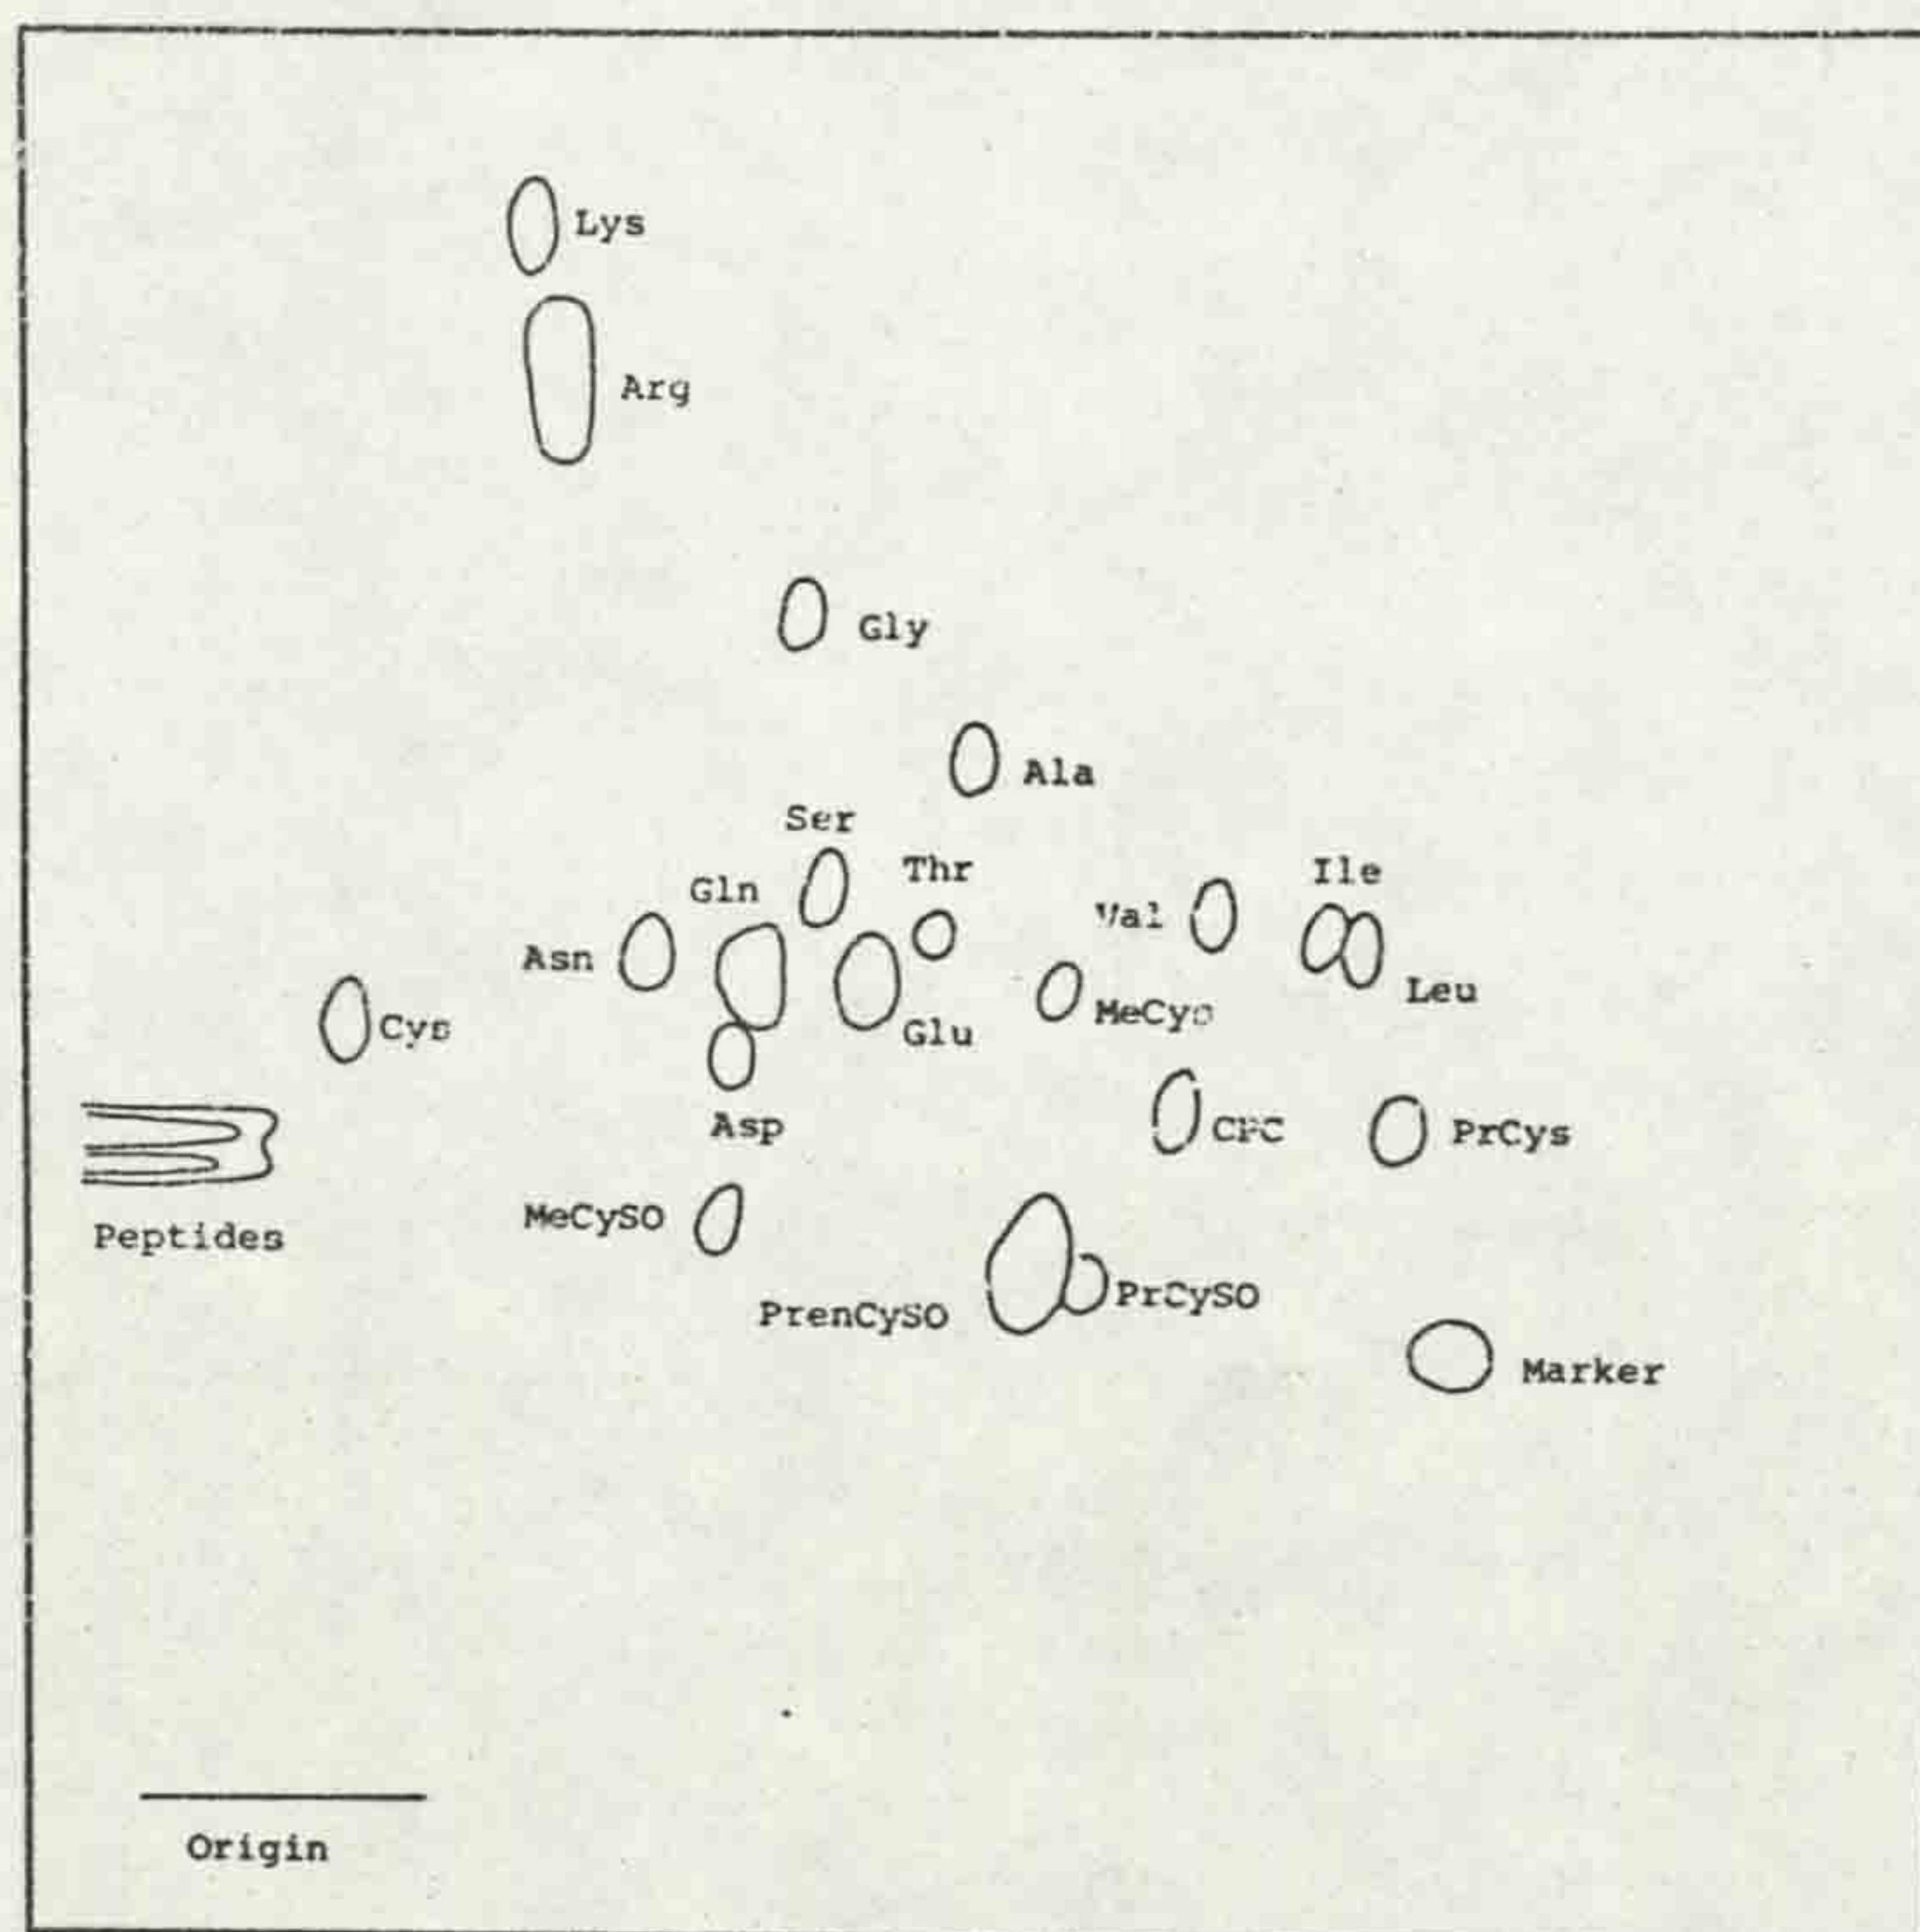 Lys
Arg
Gly
Ala
Ser
Thr
Ile
Gln
Val
Asn
Leu
MeCys
Cys
Glu
Asp
CPC
PrCys
MeCySO
Peptides
PrCySO
PrenCySO
Marker
Origin